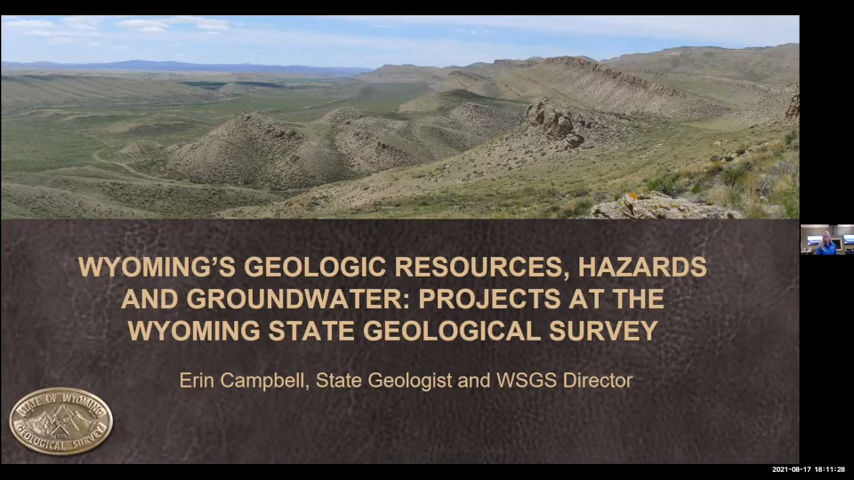 WYOMING'S GEOLOGIC RESOURCES, HAZARDS
AND GROUNDWATER: PROJECTS AT THE
WYOMING STATE GEOLOGICAL SURVEY
Erin Campbell, State Geologist and WSGS Director
STATE OF WYOMING
GEOLOGICAL SURVEY
2021-08-17 18:11:28